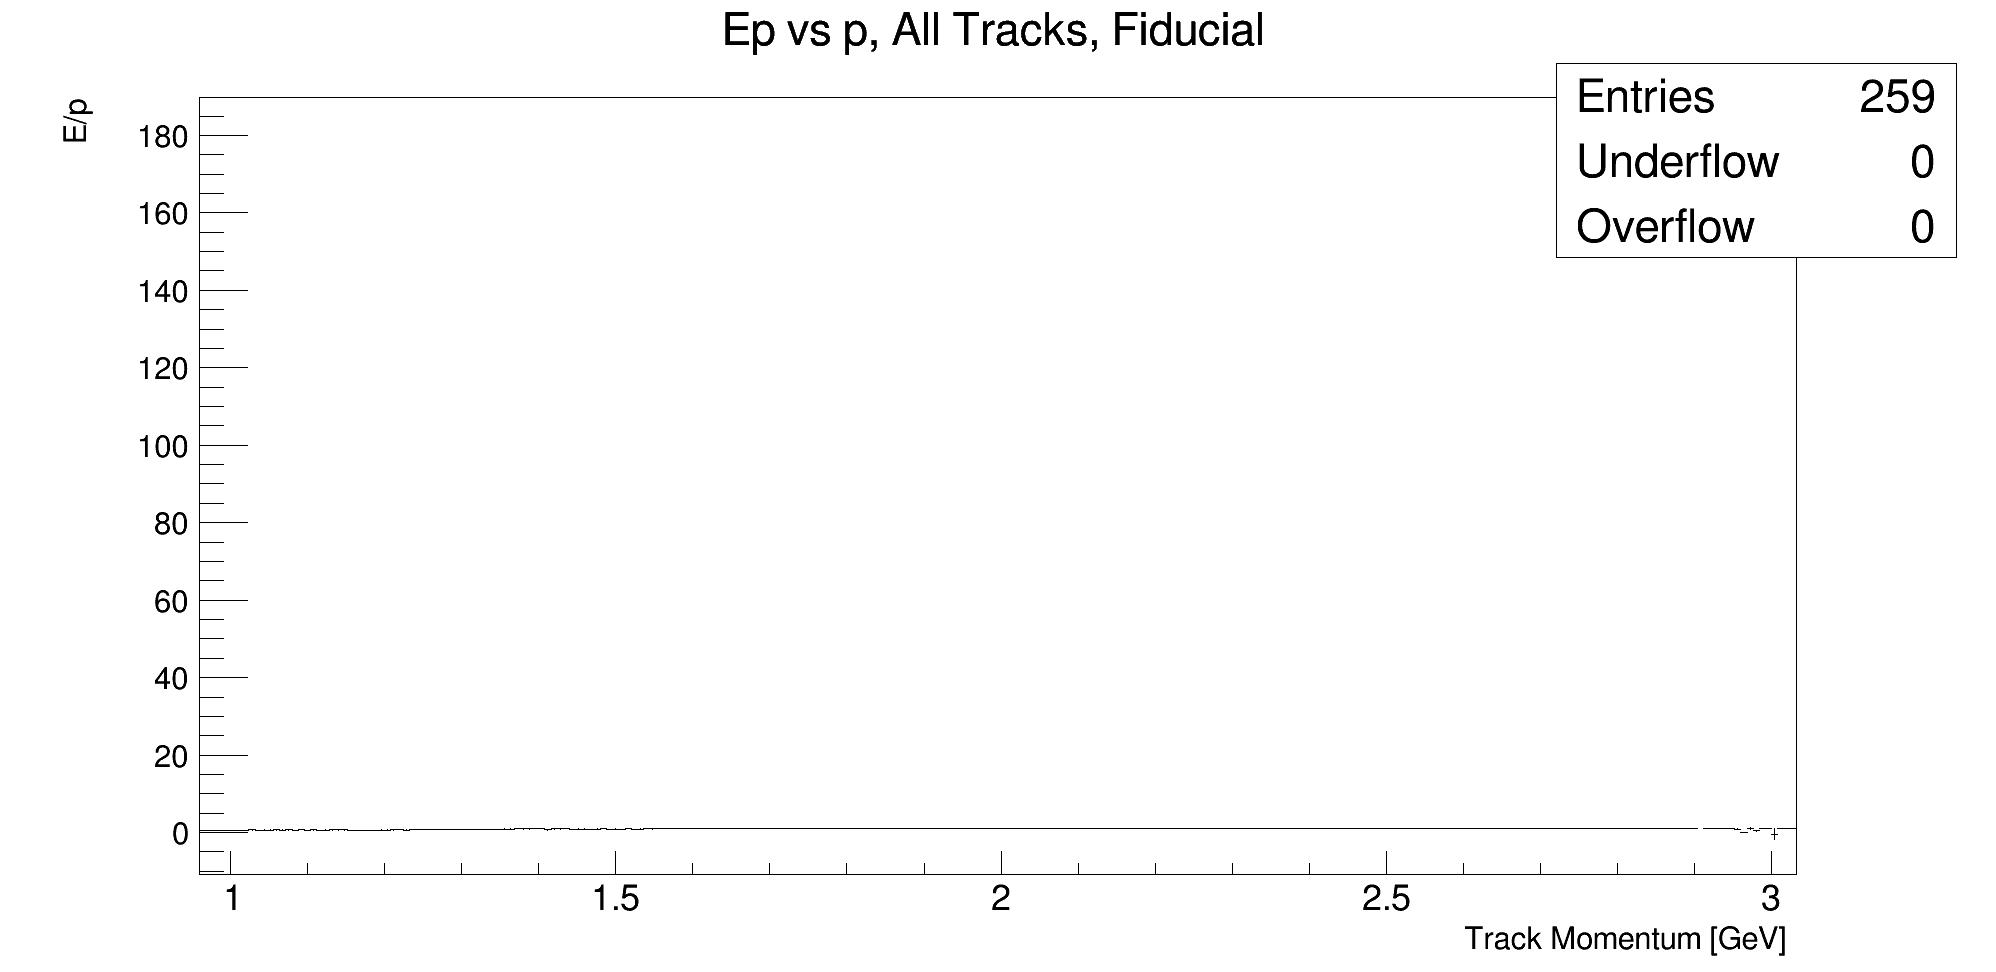 Ep vs p, All Tracks, Fiducial
Entries 259
Underflow 0
Overflow 0
E/p
180
160
140
120
100
80
60
40
20
0
1 1.5 2 2.5 3
Track Momentum [GeV]